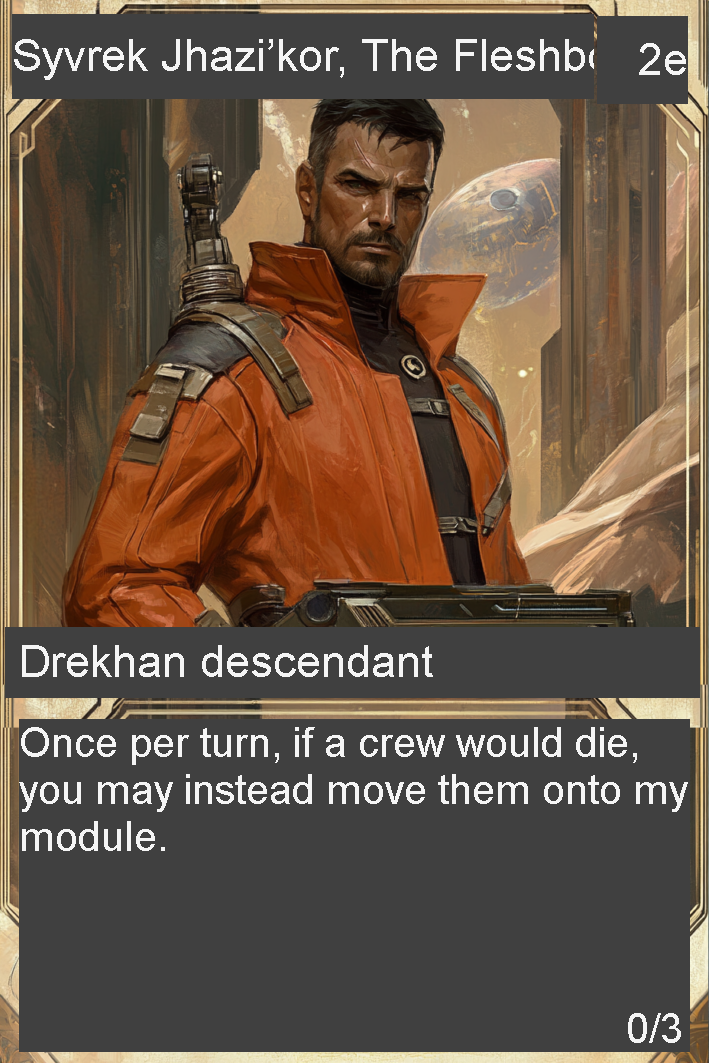 Syvrek Jhazi’kor, The
2e
Drekhan descendant
Once per turn, if a crew would die,
you may instead move them onto my
module.
0/3